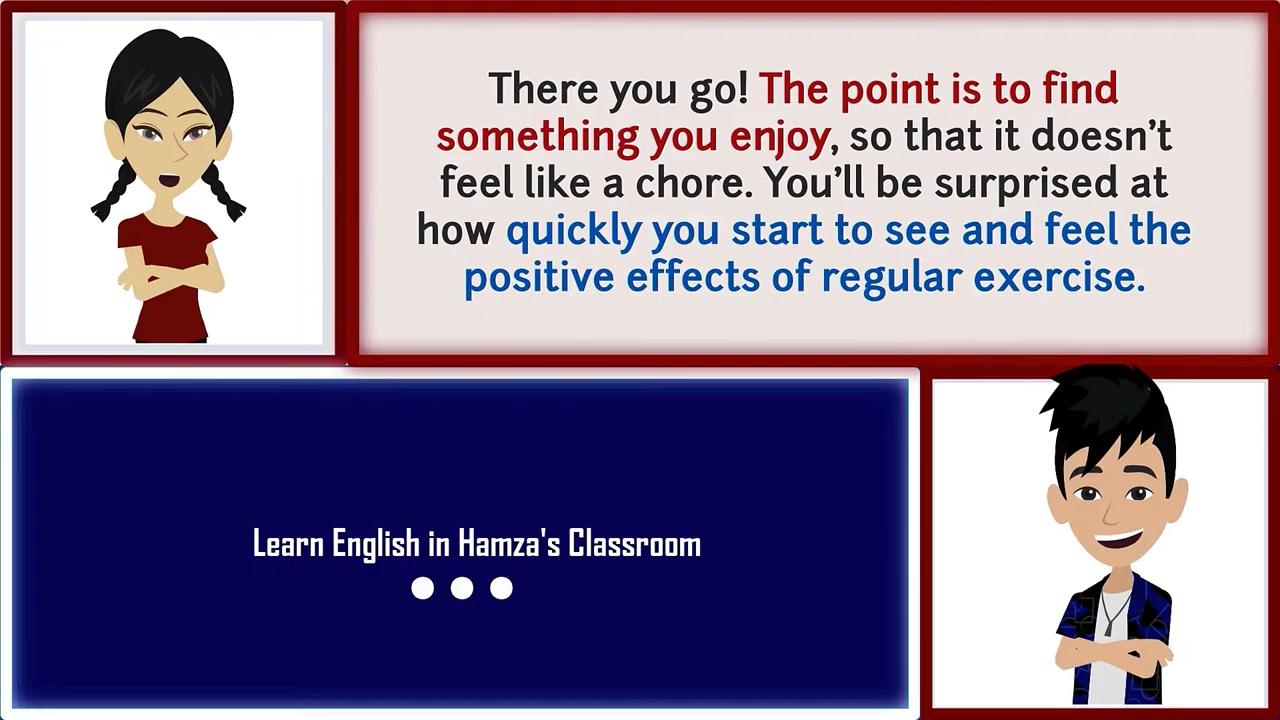 There you go! The point is to find
something you enjoy, so that it doesn’t
feel like a chore. You’ll be surprised at
how quickly you start to see and feel the
positive effects of regular exercise.
Learn English in Hamza's Classroom